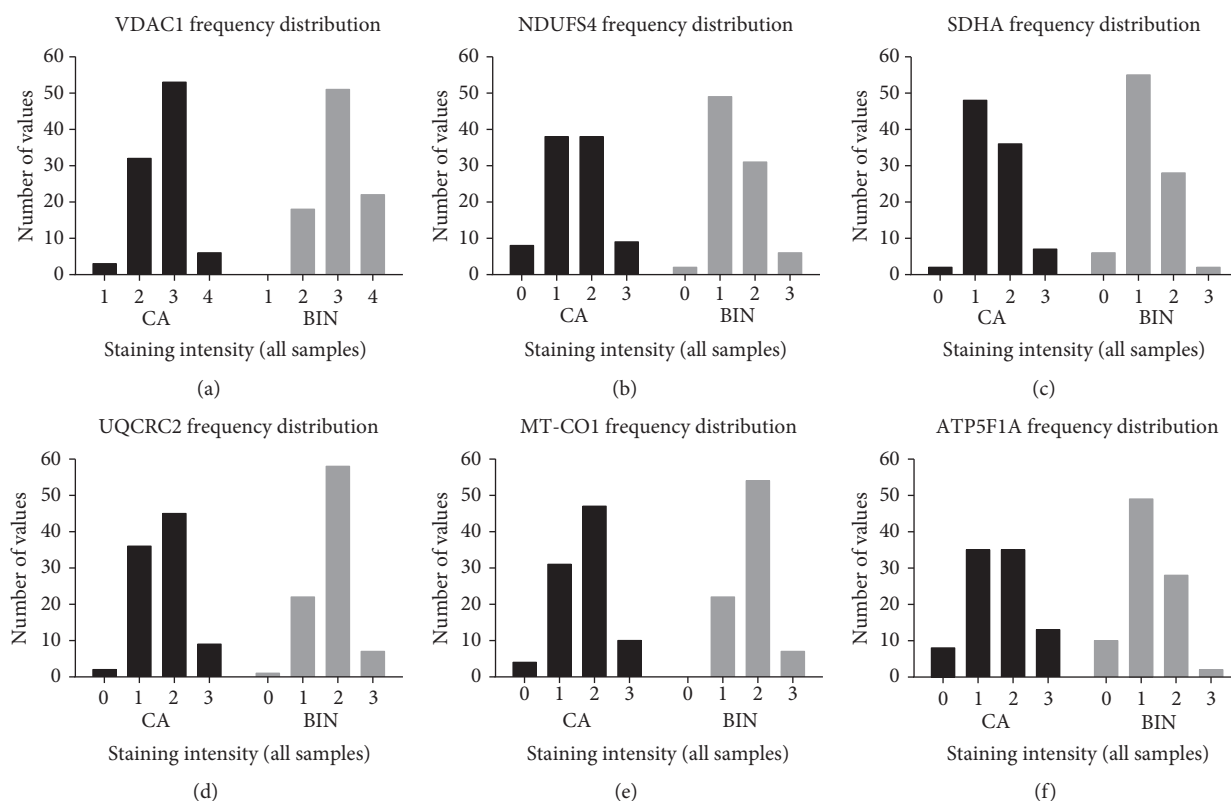 VDAC1 frequency distribution
Number of values
60
50
40
30
20
10
0
1 2 3 4 1 2 3 4
CA BIN
Staining intensity (all samples)
(a)
NDUFS4 frequency distribution
Number of values
60
50
40
30
20
10
0
0 1 2 3 0 1 2 3
CA BIN
Staining intensity (all samples)
(b)
SDHA frequency distribution
Number of values
60
50
40
30
20
10
0
0 1 2 3 0 1 2 3
CA BIN
Staining intensity (all samples)
(c)
UQCRC2 frequency distribution
Number of values
60
50
40
30
20
10
0
0 1 2 3 0 1 2 3
CA BIN
Staining intensity (all samples)
(d)
MT-CO1 frequency distribution
Number of values
60
50
40
30
20
10
0
0 1 2 3 0 1 2 3
CA BIN
Staining intensity (all samples)
(e)
ATP5F1A frequency distribution
Number of values
60
50
40
30
20
10
0
0 1 2 3 0 1 2 3
CA BIN
Staining intensity (all samples)
(f)